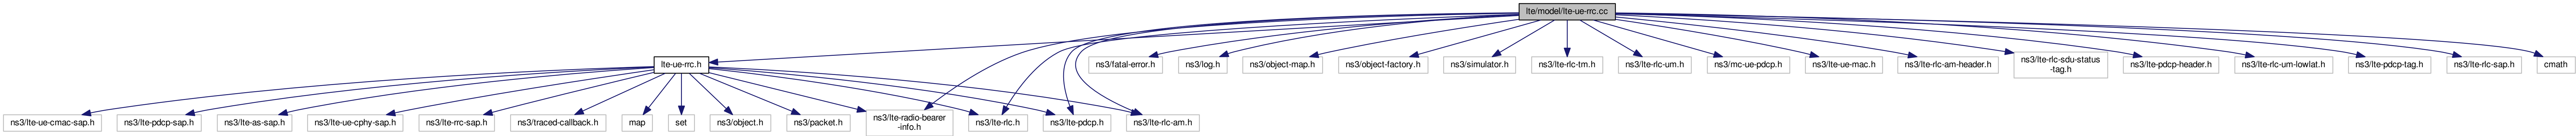 lte/model/lte-ue-rrc.cc
lte-ue-rrc.h
ns3/fatal-error.h
ns3/log.h
ns3/object-map.h
ns3/object-factory.h
ns3/simulator.h
ns3/lte-rlc-tm.h
ns3/lte-rlc-um.h
ns3/mc-ue-pdcp.h
ns3/lte-ue-mac.h
ns3/lte-rlc-am-header.h
ns3/lte-rlc-sdu-status
-tag.h
ns3/lte-pdcp-header.h
ns3/lte-rlc-um-lowlat.h
ns3/lte-pdcp-tag.h
ns3/lte-rlc-sap.h
cmath
ns3/lte-ue-cmac-sap.h
ns3/lte-pdcp-sap.h
ns3/lte-as-sap.h
ns3/lte-ue-cphy-sap.h
ns3/lte-rrc-sap.h
ns3/traced-callback.h
map
set
ns3/object.h
ns3/packet.h
ns3/lte-radio-bearer
-info.h
ns3/lte-rlc.h
ns3/lte-pdcp.h
ns3/lte-rlc-am.h